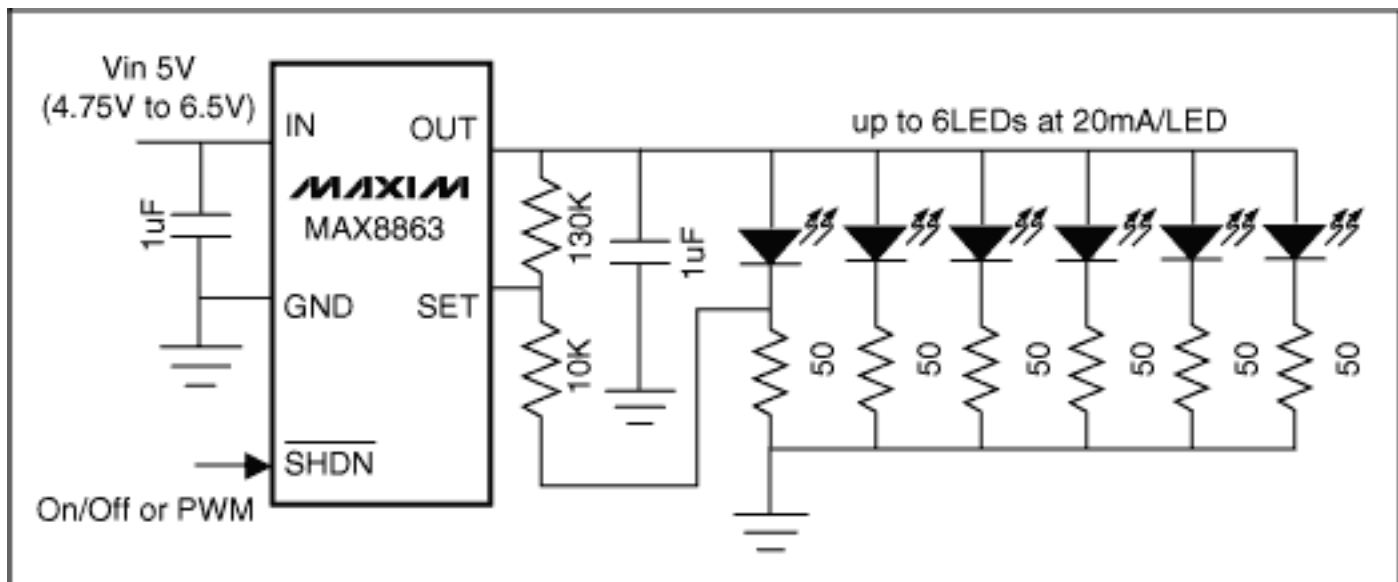 Vin 5V
(4.75V to 6.5V)
IN
OUT
up to 6LEDs at 20mA/LED
MAXIM
MAX8863
1uF
130K
1uF
GND
SET
10K
50
50
50
50
50
50
SHDN
On/Off or PWM